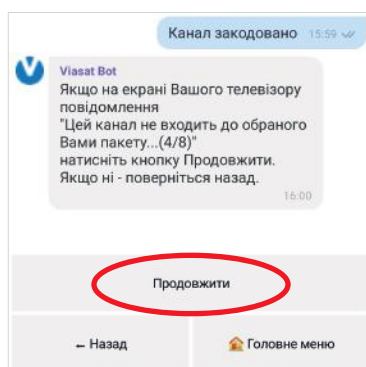 Канал закодовано 15:59
Viasat Bot
Якщо на екрані Вашого телевізору
повідомлення
"Цей канал не входить до обраного
Вами пакету...(4/8)"
натисніть кнопку Продовжити.
Якщо ні - поверніться назад.
16:00
Продовжити
← Назад
Головне меню